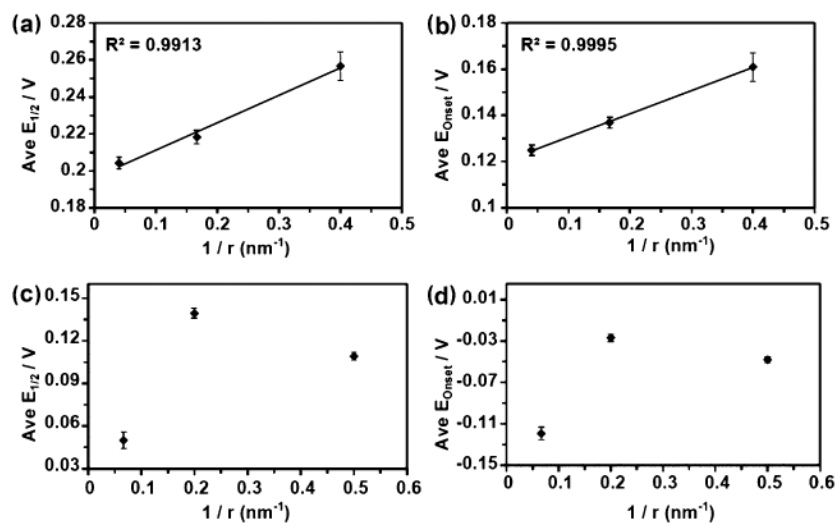 (a)
R² = 0.9913
Ave E1/2 / V
0.28
0.26
0.24
0.22
0.2
0.18
0 0.1 0.2 0.3 0.4 0.5
1 / r (nm⁻¹)
(b)
R² = 0.9995
Ave EOnset / V
0.18
0.16
0.14
0.12
0.1
0 0.1 0.2 0.3 0.4 0.5
1 / r (nm⁻¹)
(c)
Ave E1/2 / V
0.15
0.12
0.09
0.06
0.03
0 0.1 0.2 0.3 0.4 0.5 0.6
1 / r (nm⁻¹)
(d)
Ave EOnset / V
0.01
-0.03
-0.07
-0.11
-0.15
0 0.1 0.2 0.3 0.4 0.5 0.6
1 / r (nm⁻¹)